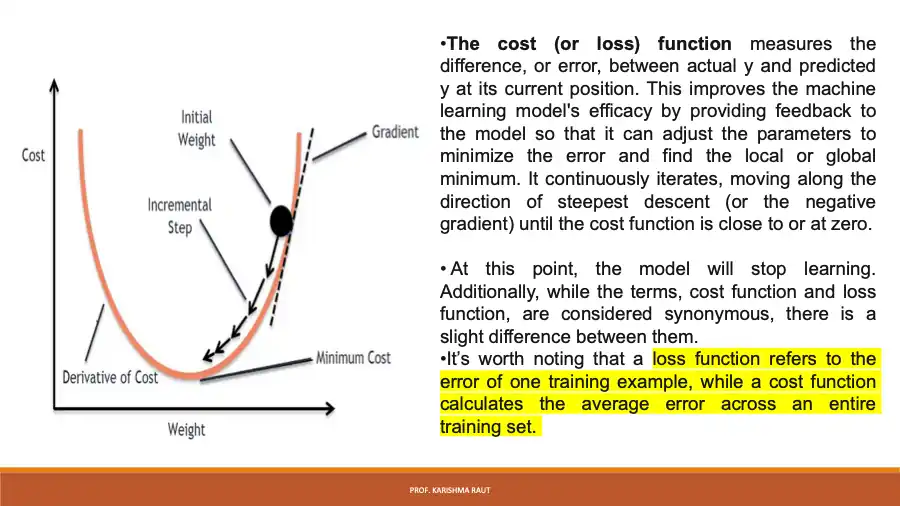 Cost
Initial
Weight
Gradient
Incremental
Step
Derivative of Cost
Minimum Cost
Weight
•The cost (or loss) function measures the
difference, or error, between actual y and predicted
y at its current position. This improves the machine
learning model's efficacy by providing feedback to
the model so that it can adjust the parameters to
minimize the error and find the local or global
minimum. It continuously iterates, moving along the
direction of steepest descent (or the negative
gradient) until the cost function is close to or at zero.
• At this point, the model will stop learning.
Additionally, while the terms, cost function and loss
function, are considered synonymous, there is a
slight difference between them.
•It’s worth noting that a loss function refers to the
error of one training example, while a cost function
calculates the average error across an entire
training set.
PROF. KARISHMA RAUT